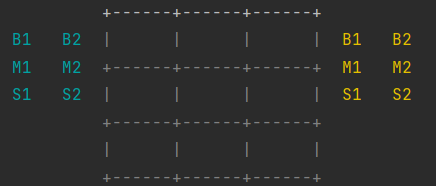 +------+------+------+
B1 B2 | | | | B1 B2
M1 M2 +------+------+------+ M1 M2
S1 S2 | | | | S1 S2
+------+------+------+
| | | |
+------+------+------+